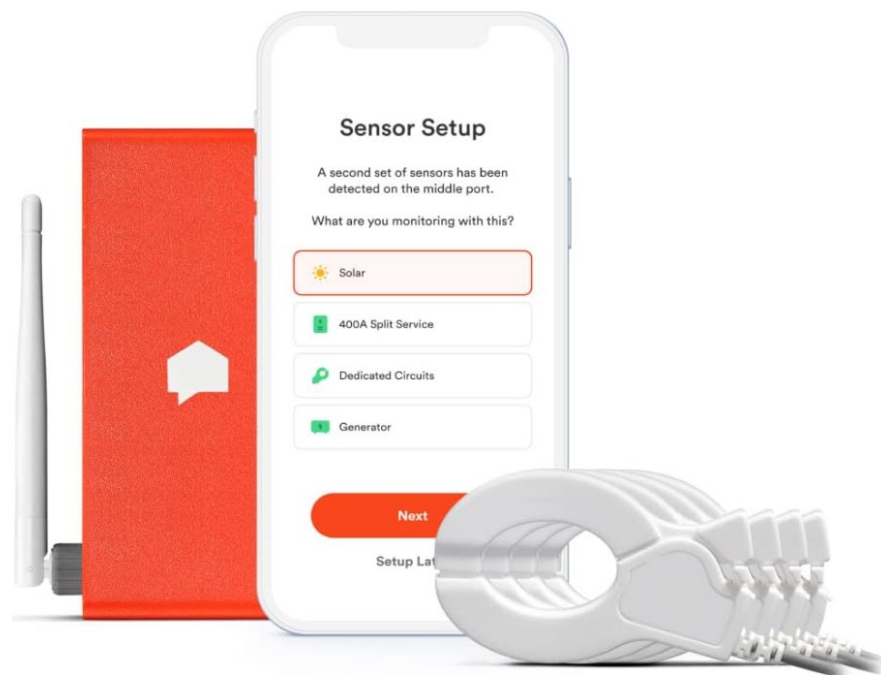 Sensor Setup
A second set of sensors has been
detected on the middle port.
What are you monitoring with this?
Solar
400A Split Service
Dedicated Circuits
Generator
Next
Setup